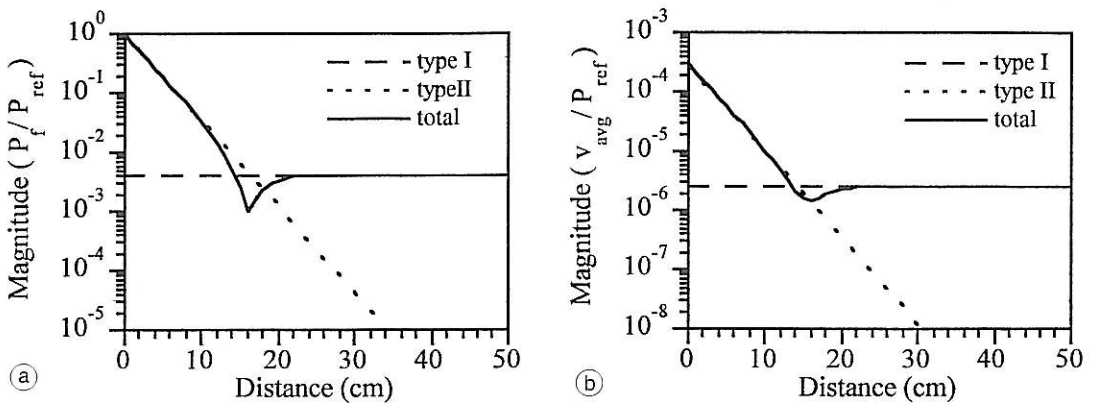 Magnitude ( P_f / P_ref )
10^0
10^-1
10^-2
10^-3
10^-4
10^-5
type I
typeII
total
0 10 20 30 40 50
Distance (cm)
a
Magnitude ( v_avg / P_ref )
10^-3
10^-4
10^-5
10^-6
10^-7
10^-8
type I
type II
total
0 10 20 30 40 50
Distance (cm)
b